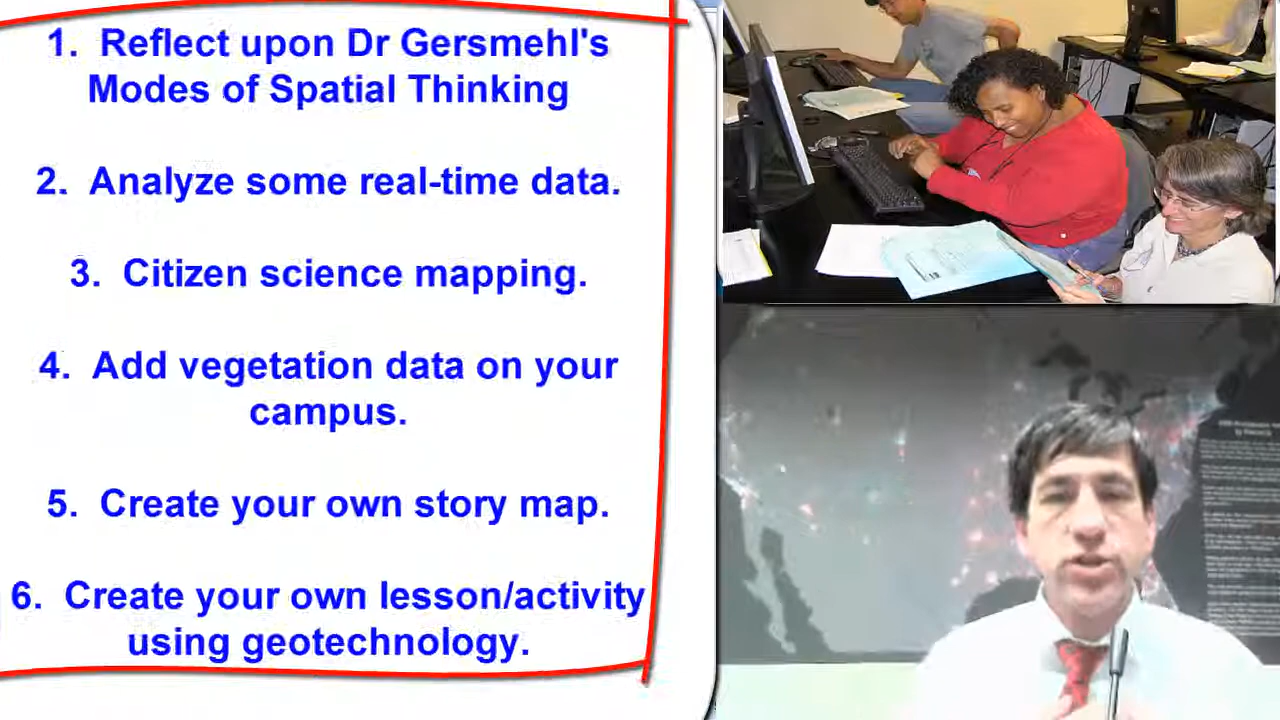 1. Reflect upon Dr Gersmehl's
Modes of Spatial Thinking
2. Analyze some real-time data.
3. Citizen science mapping.
4. Add vegetation data on your
campus.
5. Create your own story map.
6. Create your own lesson/activity
using geotechnology.